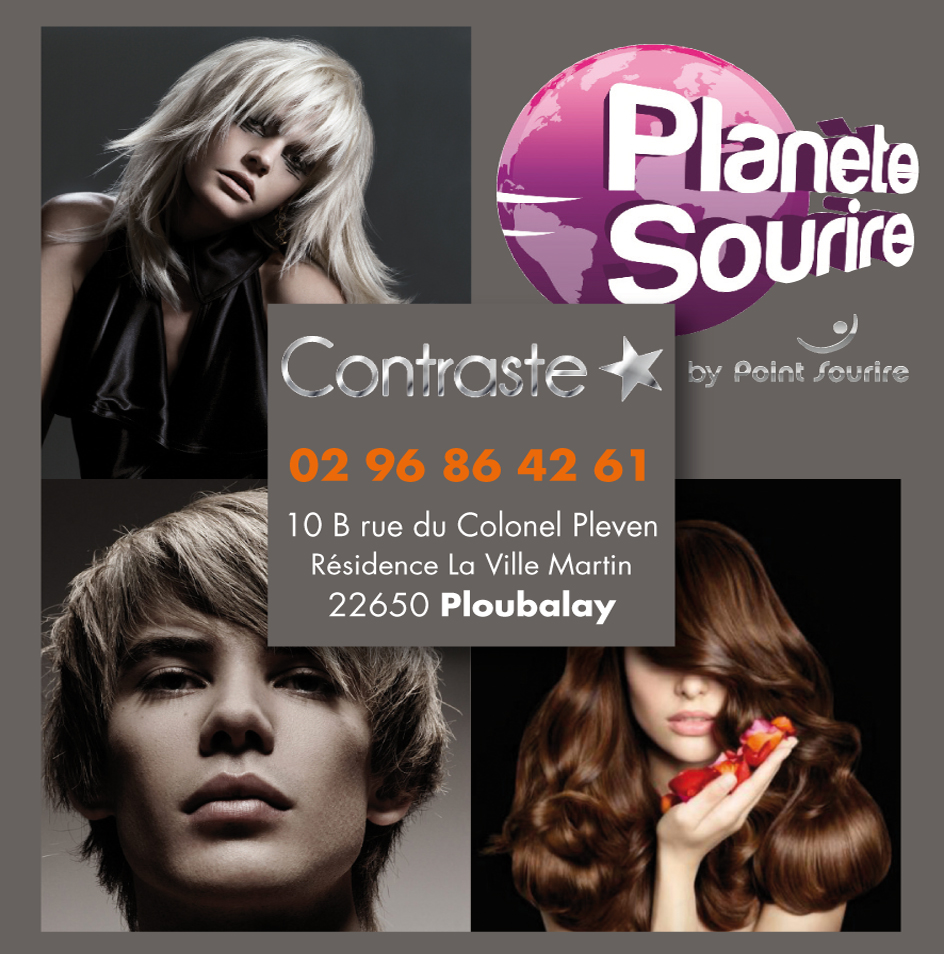 Planète
Sourire
by Point Sourire
Contraste
02 96 86 42 61
10 B rue du Colonel Pleven
Résidence La Ville Martin
22650 Ploubalay